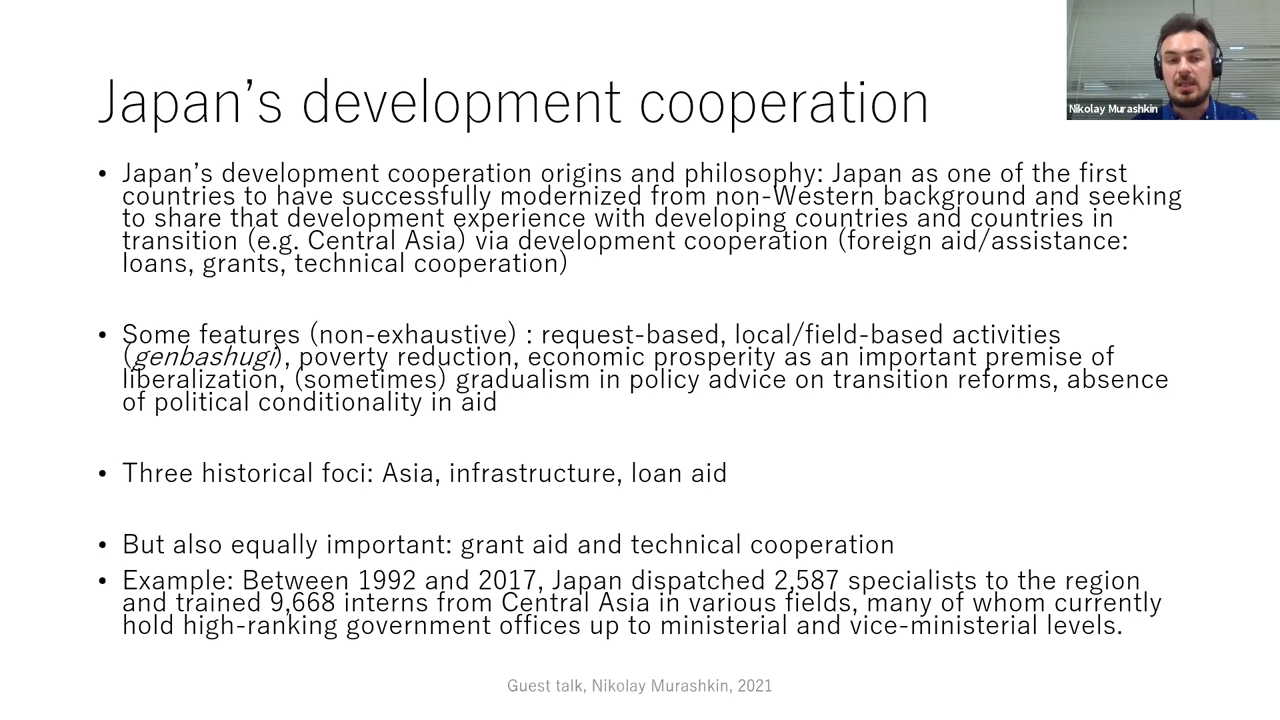 Nikolay Murashkin
Japan’s development cooperation
• Japan’s development cooperation origins and philosophy: Japan as one of the first
countries to have successfully modernized from non-Western background and seeking
to share that development experience with developing countries and countries in
transition (e.g. Central Asia) via development cooperation (foreign aid/assistance:
loans, grants, technical cooperation)
• Some features (non-exhaustive) : request-based, local/field-based activities
(genbashugi), poverty reduction, economic prosperity as an important premise of
liberalization, (sometimes) gradualism in policy advice on transition reforms, absence
of political conditionality in aid
• Three historical foci: Asia, infrastructure, loan aid
• But also equally important: grant aid and technical cooperation
• Example: Between 1992 and 2017, Japan dispatched 2,587 specialists to the region
and trained 9,668 interns from Central Asia in various fields, many of whom currently
hold high-ranking government offices up to ministerial and vice-ministerial levels.
Guest talk, Nikolay Murashkin, 2021